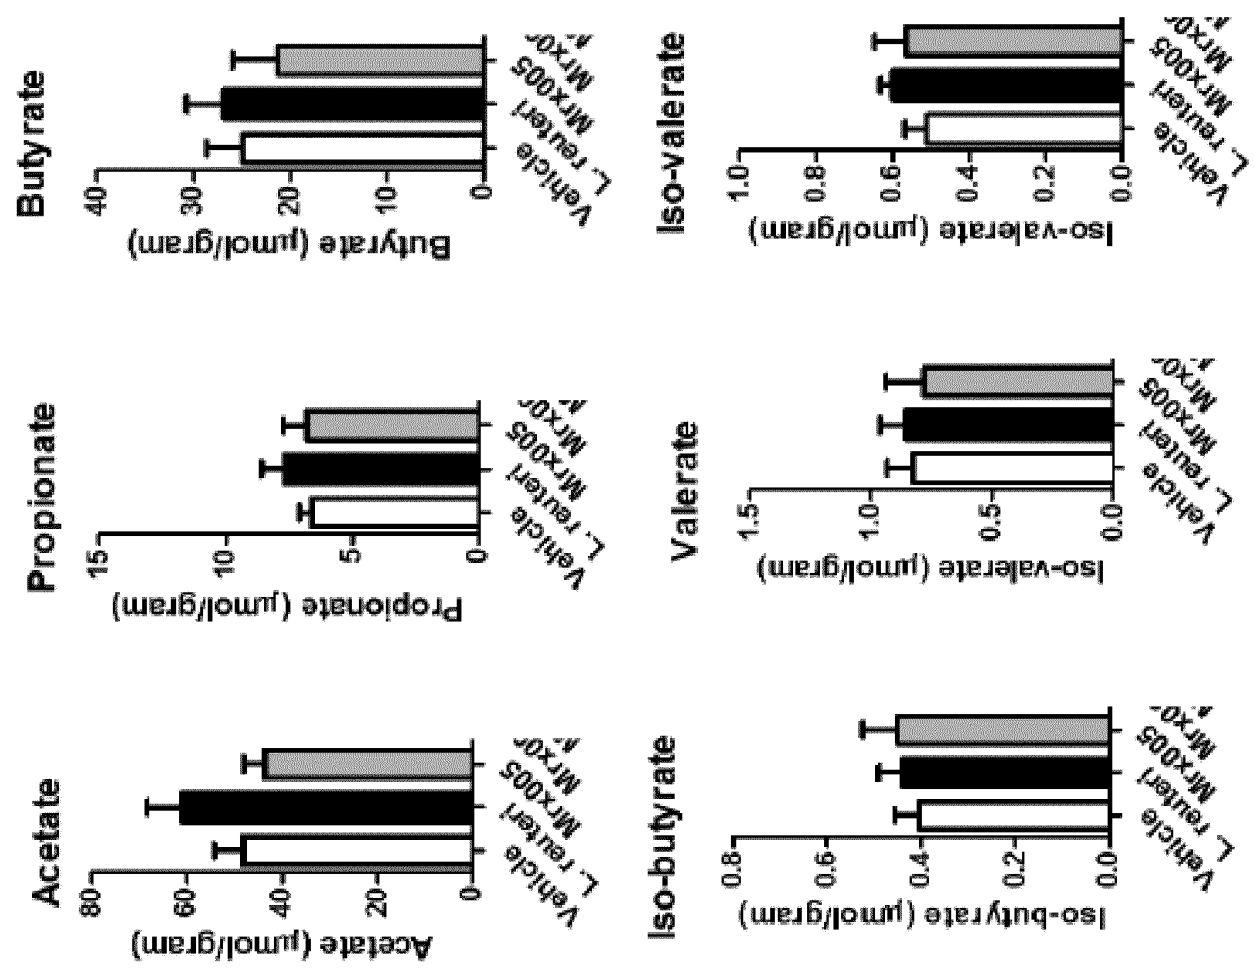 Acetate
Acetate (µmol/gram)
80
60
40
20
0
Vehicle
L. reuteri
Mrx005
Propionate
Propionate (µmol/gram)
15
10
5
0
Vehicle
L. reuteri
Mrx005
Butyrate
Butyrate (µmol/gram)
40
30
20
10
0
Vehicle
L. reuteri
Mrx005
Iso-butyrate
Iso-butyrate (µmol/gram)
0.8
0.6
0.4
0.2
0.0
Vehicle
L. reuteri
Mrx005
Valerate
Iso-valerate (µmol/gram)
1.5
1.0
0.5
0.0
Vehicle
L. reuteri
Mrx005
Iso-valerate
Iso-valerate (µmol/gram)
1.0
0.8
0.6
0.4
0.2
0.0
Vehicle
L. reuteri
Mrx005